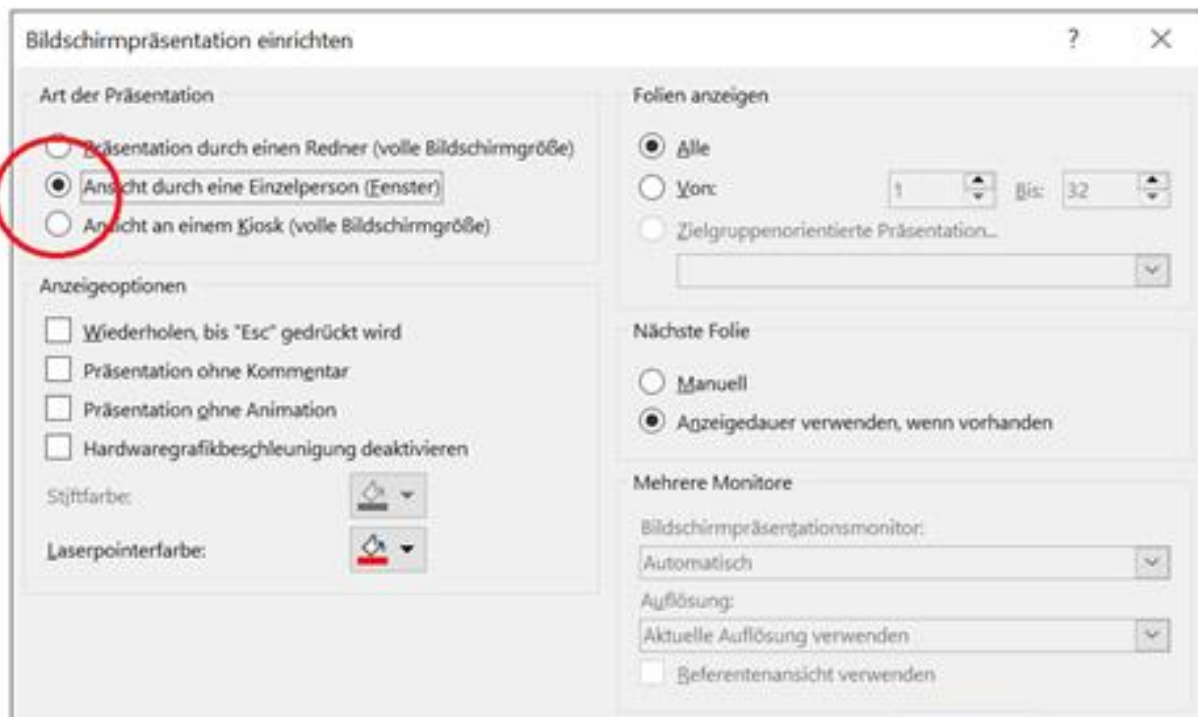 Bildschirmpräsentation einrichten
?
Art der Präsentation
Präsentation durch einen Redner (volle Bildschirmgröße)
Ansicht durch eine Einzelperson (Fenster)
Ansicht an einem Kiosk (volle Bildschirmgröße)
Anzeigeoptionen
Wiederholen, bis "Esc" gedrückt wird
Präsentation ohne Kommentar
Präsentation ohne Animation
Hardwaregrafikbeschleunigung deaktivieren
Stiftfarbe:
Laserpointerfarbe:
Folien anzeigen
Alle
Von: 1 Bis: 32
Zielgruppenorientierte Präsentation...
Nächste Folie
Manuell
Anzeigedauer verwenden, wenn vorhanden
Mehrere Monitore
Bildschirmpräsentationsmonitor:
Automatisch
Auflösung:
Aktuelle Auflösung verwenden
Referentenansicht verwenden